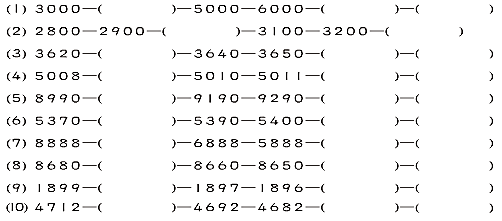 (1) 3000—(　　　)—5000—6000—(　　　)—(　　　)
(2) 2800—2900—(　　　)—3100—3200—(　　　)
(3) 3620—(　　　)—3640—3650—(　　　)—(　　　)
(4) 5008—(　　　)—5010—5011—(　　　)—(　　　)
(5) 8990—(　　　)—9190—9290—(　　　)—(　　　)
(6) 5370—(　　　)—5390—5400—(　　　)—(　　　)
(7) 8888—(　　　)—6888—5888—(　　　)—(　　　)
(8) 8680—(　　　)—8660—8650—(　　　)—(　　　)
(9) 1899—(　　　)—1897—1896—(　　　)—(　　　)
(10) 4712—(　　　)—4692—4682—(　　　)—(　　　)